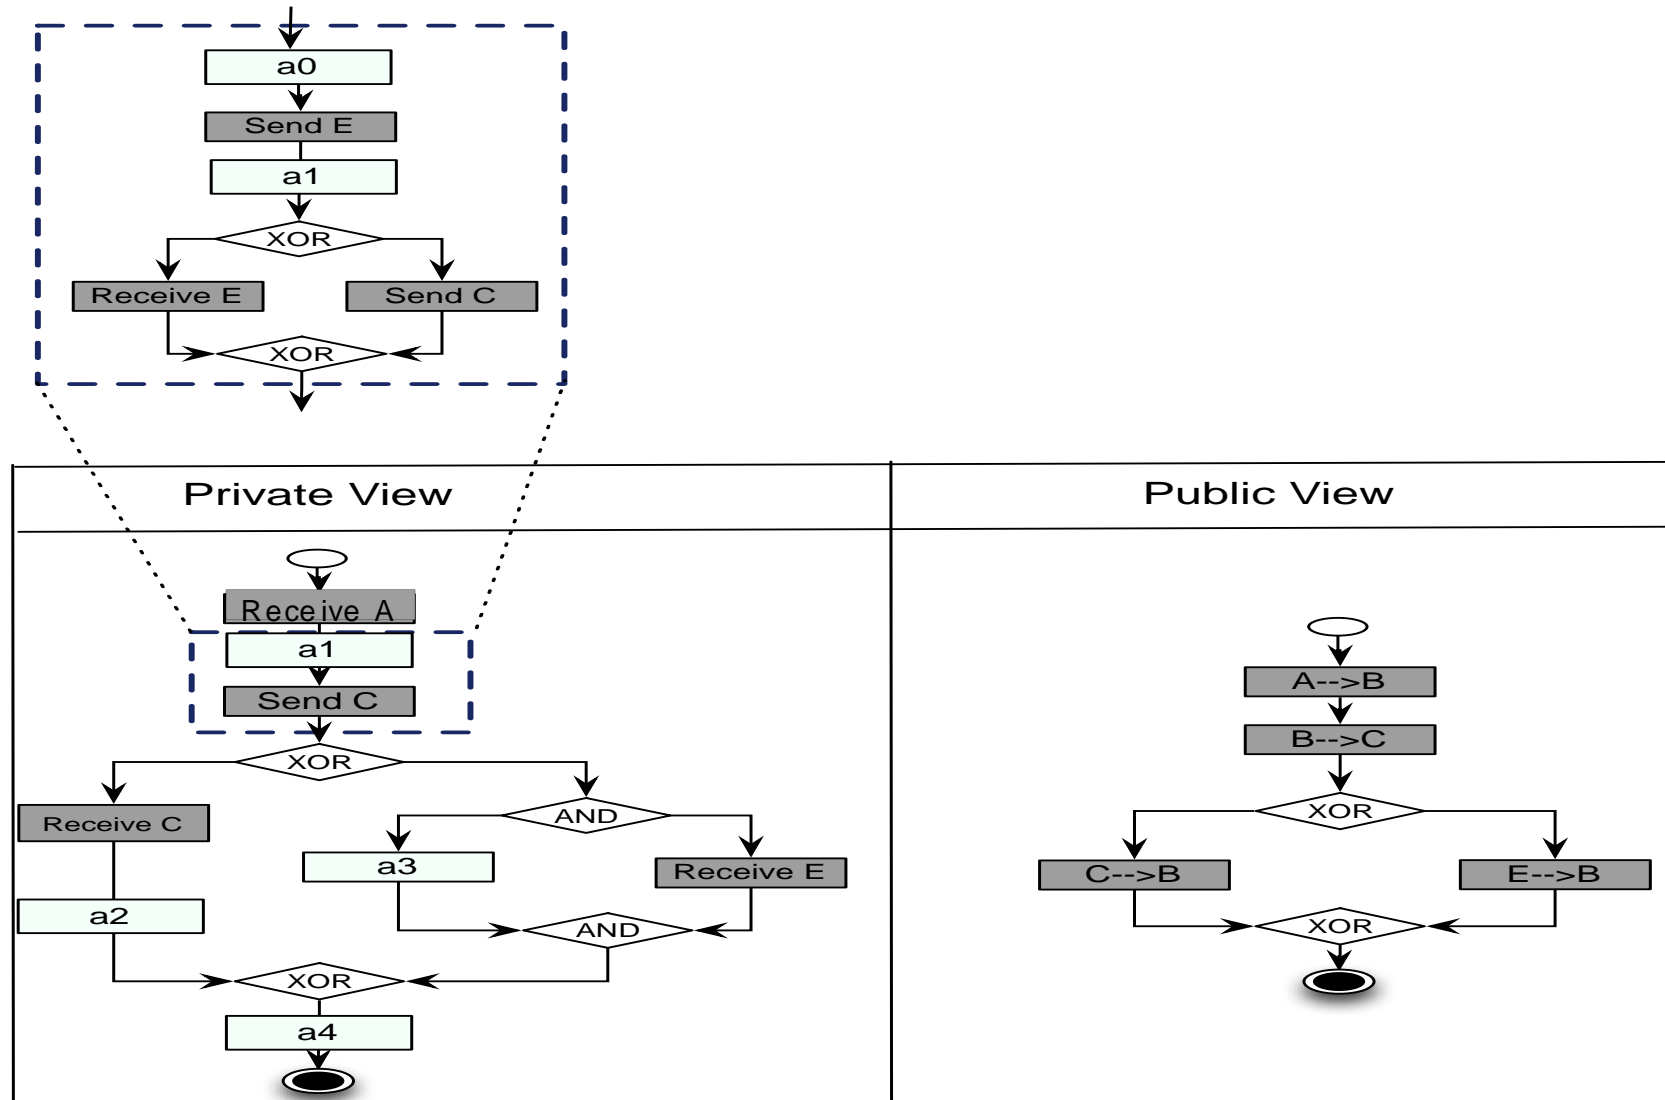 a0
Send E
a1
XOR
Receive E
Send C
XOR
Private View
Public View
Receive A
a1
Send C
XOR
Receive C
AND
a3
Receive E
a2
AND
XOR
a4
A-->B
B-->C
XOR
C-->B
E-->B
XOR